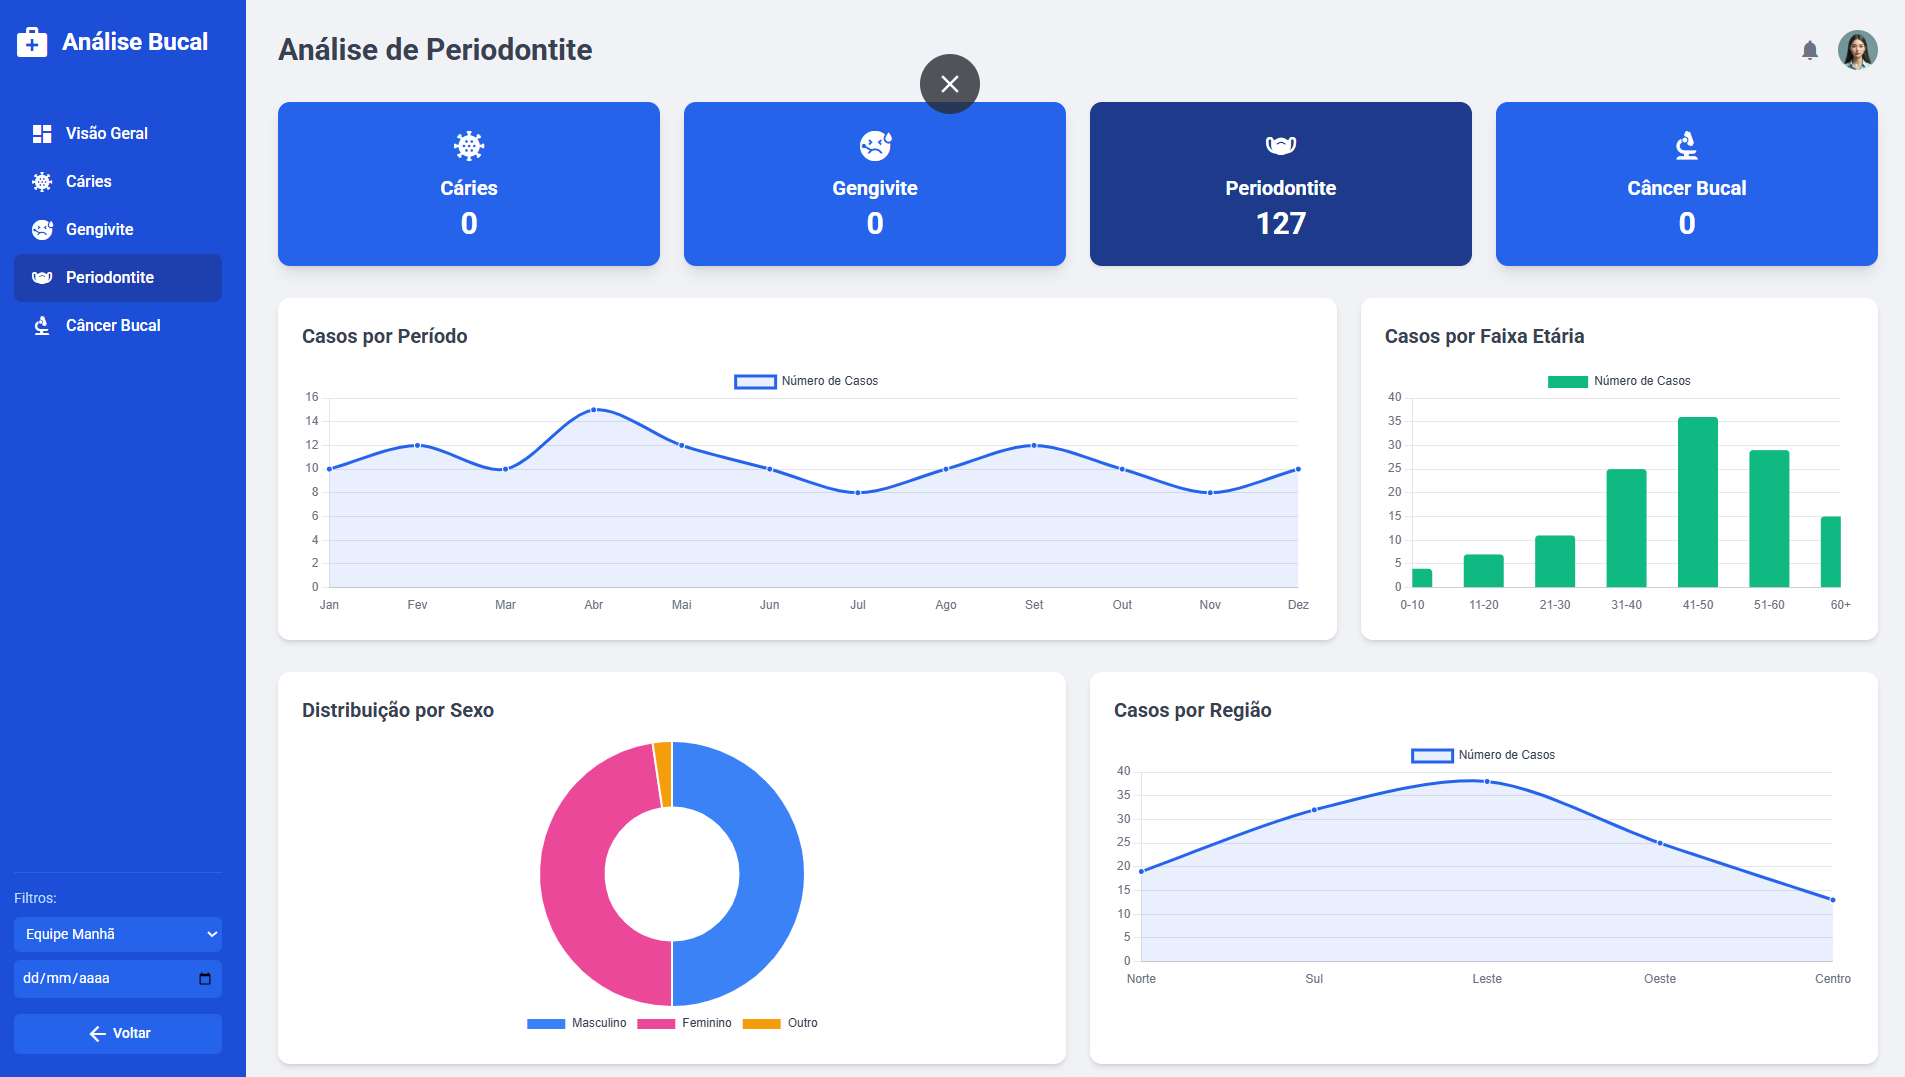 Análise Bucal
Visão Geral
Cáries
Gengivite
Periodontite
Câncer Bucal
Filtros:
Equipe Manhã
dd/mm/aaaa
Voltar
Análise de Periodontite
Cáries
0
Gengivite
0
Periodontite
127
Câncer Bucal
0
Casos por Período
Número de Casos
16
14
12
10
8
6
4
2
0
Jan Fev Mar Abr Mai Jun Jul Ago Set Out Nov Dez
Casos por Faixa Etária
Número de Casos
40
35
30
25
20
15
10
5
0
0-10 11-20 21-30 31-40 41-50 51-60 60+
Distribuição por Sexo
Masculino Feminino Outro
Casos por Região
Número de Casos
40
35
30
25
20
15
10
5
0
Norte Sul Leste Oeste Centro